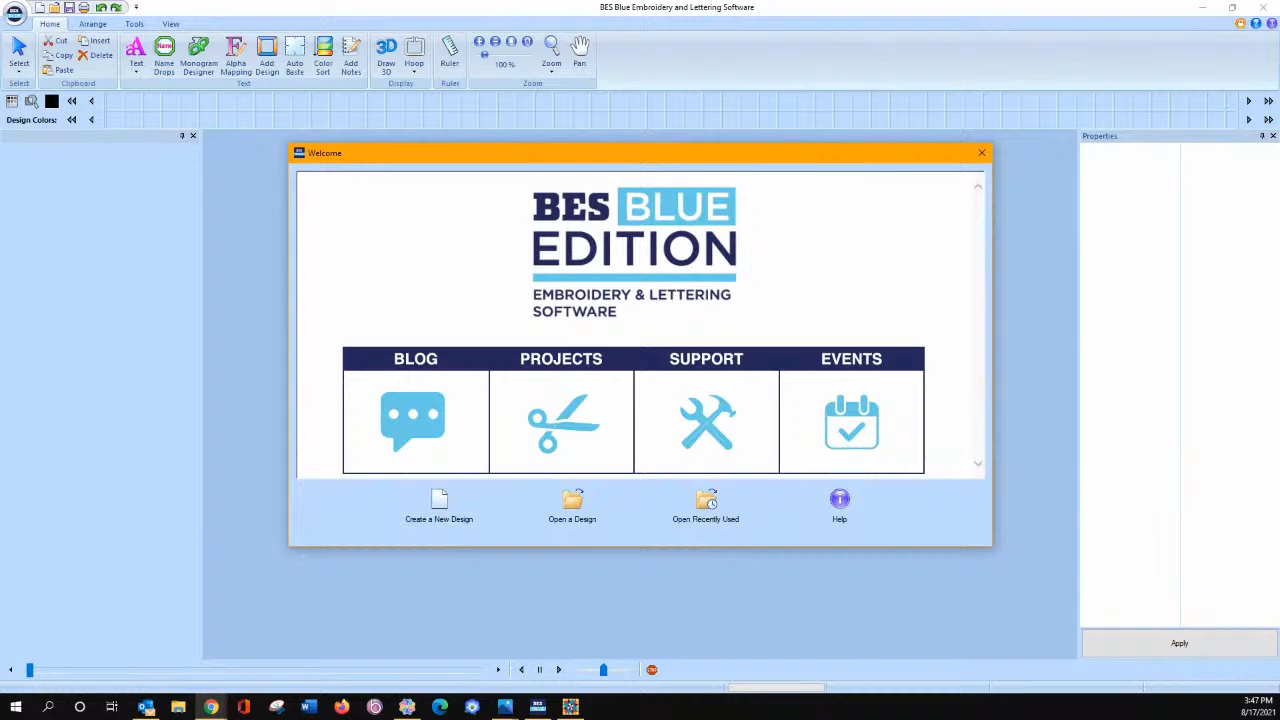 BES Blue Embroidery and Lettering Software
Home Arrange Tools View
Select
Cut Insert
Copy Delete
Paste
Text
Name Drops
Monogram Designer
Alpha Mapping
Add Design
Auto Baste
Color Sort
Add Notes
Draw 3D
Hoop
Ruler
100 %
Zoom
Pan
Select Clipboard Text Display Ruler Zoom
Design Colors:
Properties
Welcome
BES BLUE
EDITION
EMBROIDERY & LETTERING
SOFTWARE
BLOG PROJECTS SUPPORT EVENTS
Create a New Design Open a Design Open Recently Used Help
Apply
3:47 PM
8/17/2021